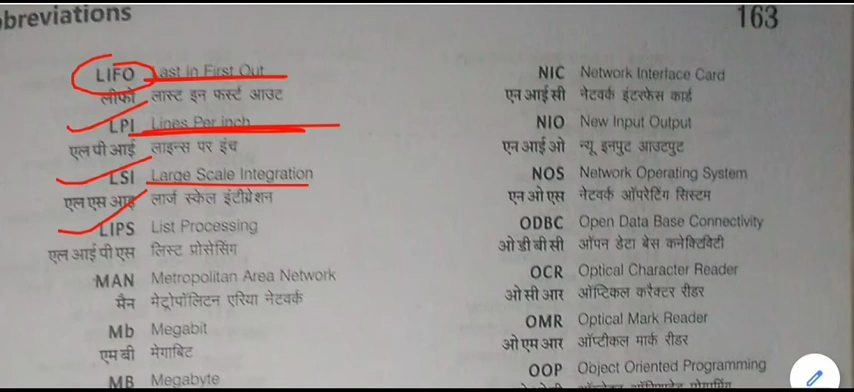 bbreviations
163
LIFO Last in First Out
लीफो लास्ट इन फर्स्ट आउट
LPI Lines Per inch
एल पी आई लाइन्स पर इंच
LSI Large Scale Integration
एल एस आइ लार्ज स्केल इंटीग्रेशन
LIPS List Processing
एल आई पी एस लिस्ट प्रोसेसिंग
MAN Metropolitan Area Network
मैन मेट्रोपॉलिटन एरिया नेटवर्क
Mb Megabit
एम बी मेगाबिट
MB Megabyte
NIC Network Interface Card
एन आई सी नेटवर्क इंटरफेस कार्ड
NIO New Input Output
एन आई ओ न्यू इनपुट आउटपुट
NOS Network Operating System
एन ओ एस नेटवर्क ऑपरेटिंग सिस्टम
ODBC Open Data Base Connectivity
ओ डी बी सी ऑपन डेटा बेस कनेक्टिविटी
OCR Optical Character Reader
ओ सी आर ऑप्टिकल करैक्टर रीडर
OMR Optical Mark Reader
ओ एम आर ऑप्टीकल मार्क रीडर
OOP Object Oriented Programming